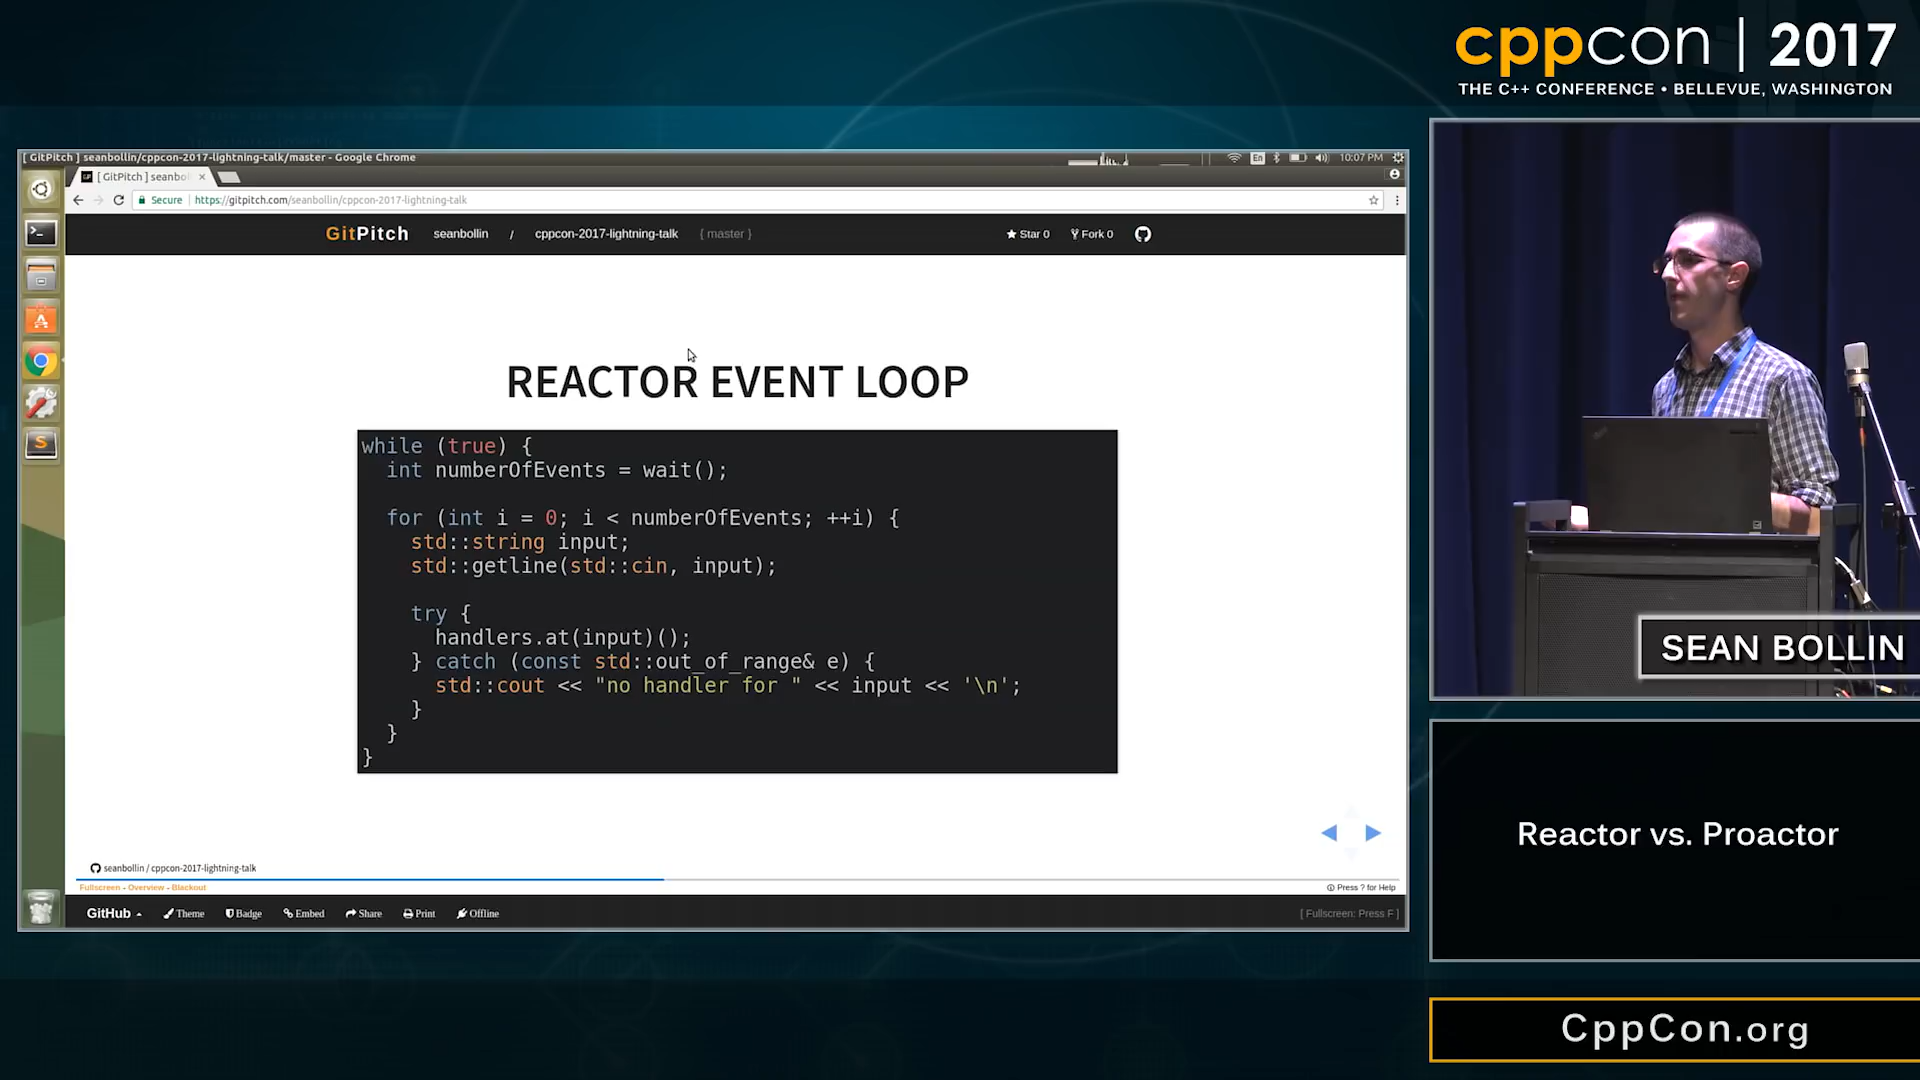 cppcon | 2017
THE C++ CONFERENCE • BELLEVUE, WASHINGTON
[ GitPitch ] seanbollin/cppcon-2017-lightning-talk/master - Google Chrome
En
10:07 PM
[ GitPitch ] seanbo
Secure
https://gitpitch.com/seanbollin/cppcon-2017-lightning-talk
GitPitch seanbollin / cppcon-2017-lightning-talk { master }
Star 0 Fork 0
REACTOR EVENT LOOP
while (true) {
int numberOfEvents = wait();
for (int i = 0; i < numberOfEvents; ++i) {
std::string input;
std::getline(std::cin, input);
try {
handlers.at(input)();
} catch (const std::out_of_range& e) {
std::cout << "no handler for " << input << '\n';
}
}
}
seanbollin / cppcon-2017-lightning-talk
Fullscreen - Overview - Blackout
Press ? for Help
GitHub Theme Badge Embed Share Print Offline
[ Fullscreen: Press F ]
SEAN BOLLIN
Reactor vs. Proactor
CppCon.org